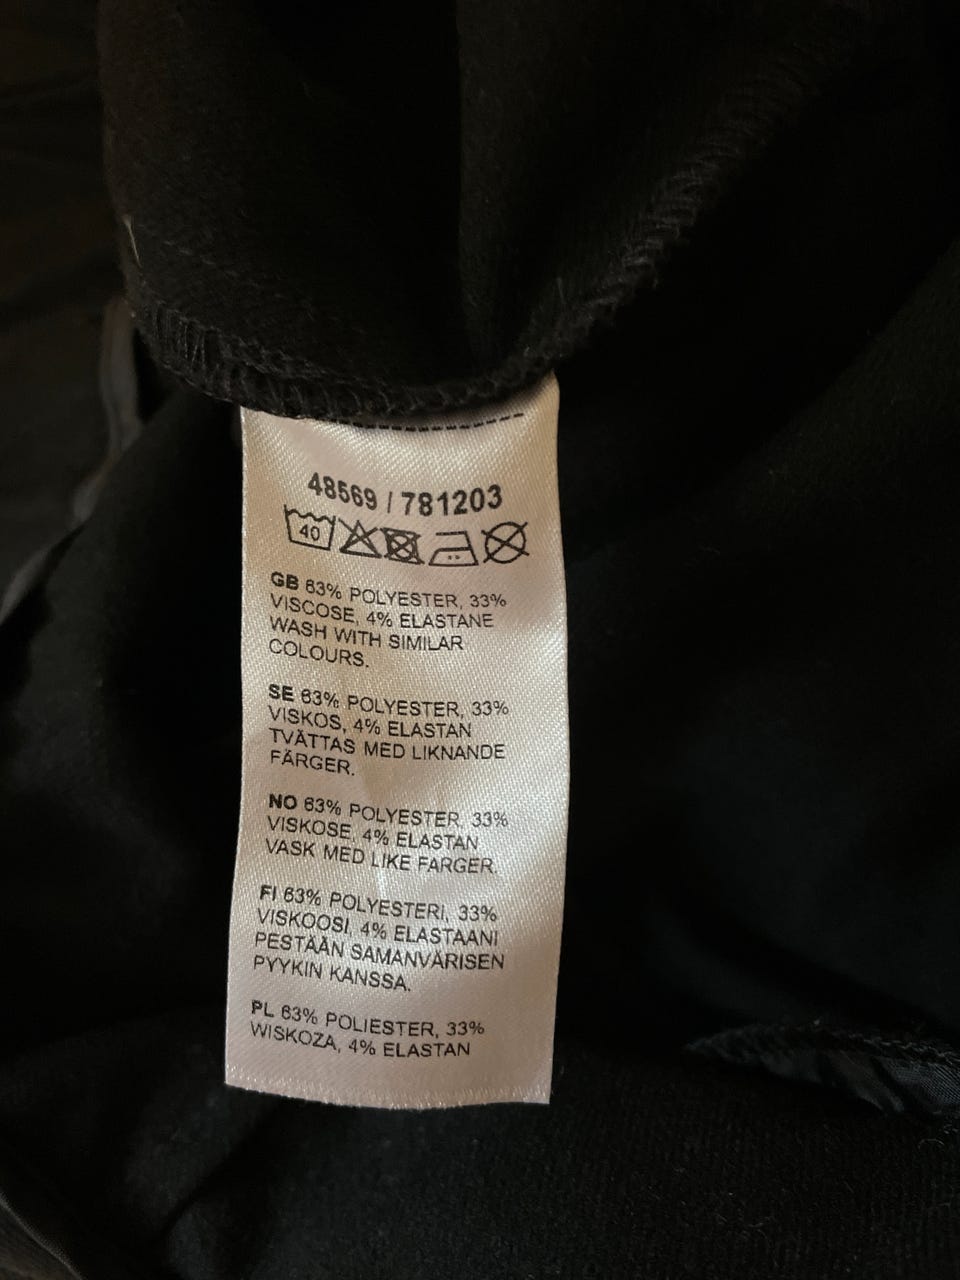 48569 / 781203
40
GB 63% POLYESTER, 33%
VISCOSE, 4% ELASTANE
WASH WITH SIMILAR
COLOURS.
SE 63% POLYESTER, 33%
VISKOS, 4% ELASTAN
TVÄTTAS MED LIKNANDE
FÄRGER.
NO 63% POLYESTER, 33%
VISKOSE, 4% ELASTAN
VASK MED LIKE FARGER.
FI 63% POLYESTERI, 33%
VISKOOSI, 4% ELASTAANI
PESTÄÄN SAMANVÄRISEN
PYYKIN KANSSA.
PL 63% POLIESTER, 33%
WISKOZA, 4% ELASTAN